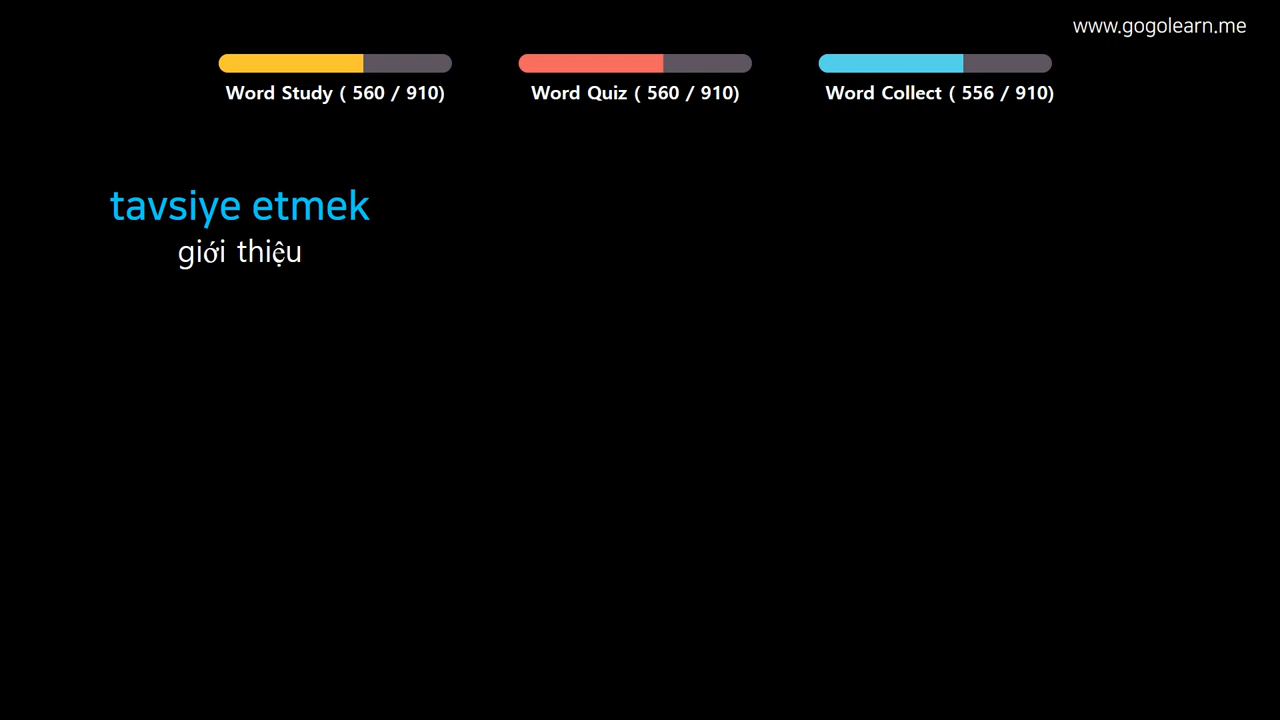 www.gogolearn.me
Word Study ( 560 / 910)
Word Quiz ( 560 / 910)
Word Collect ( 556 / 910)
tavsiye etmek
giới thiệu